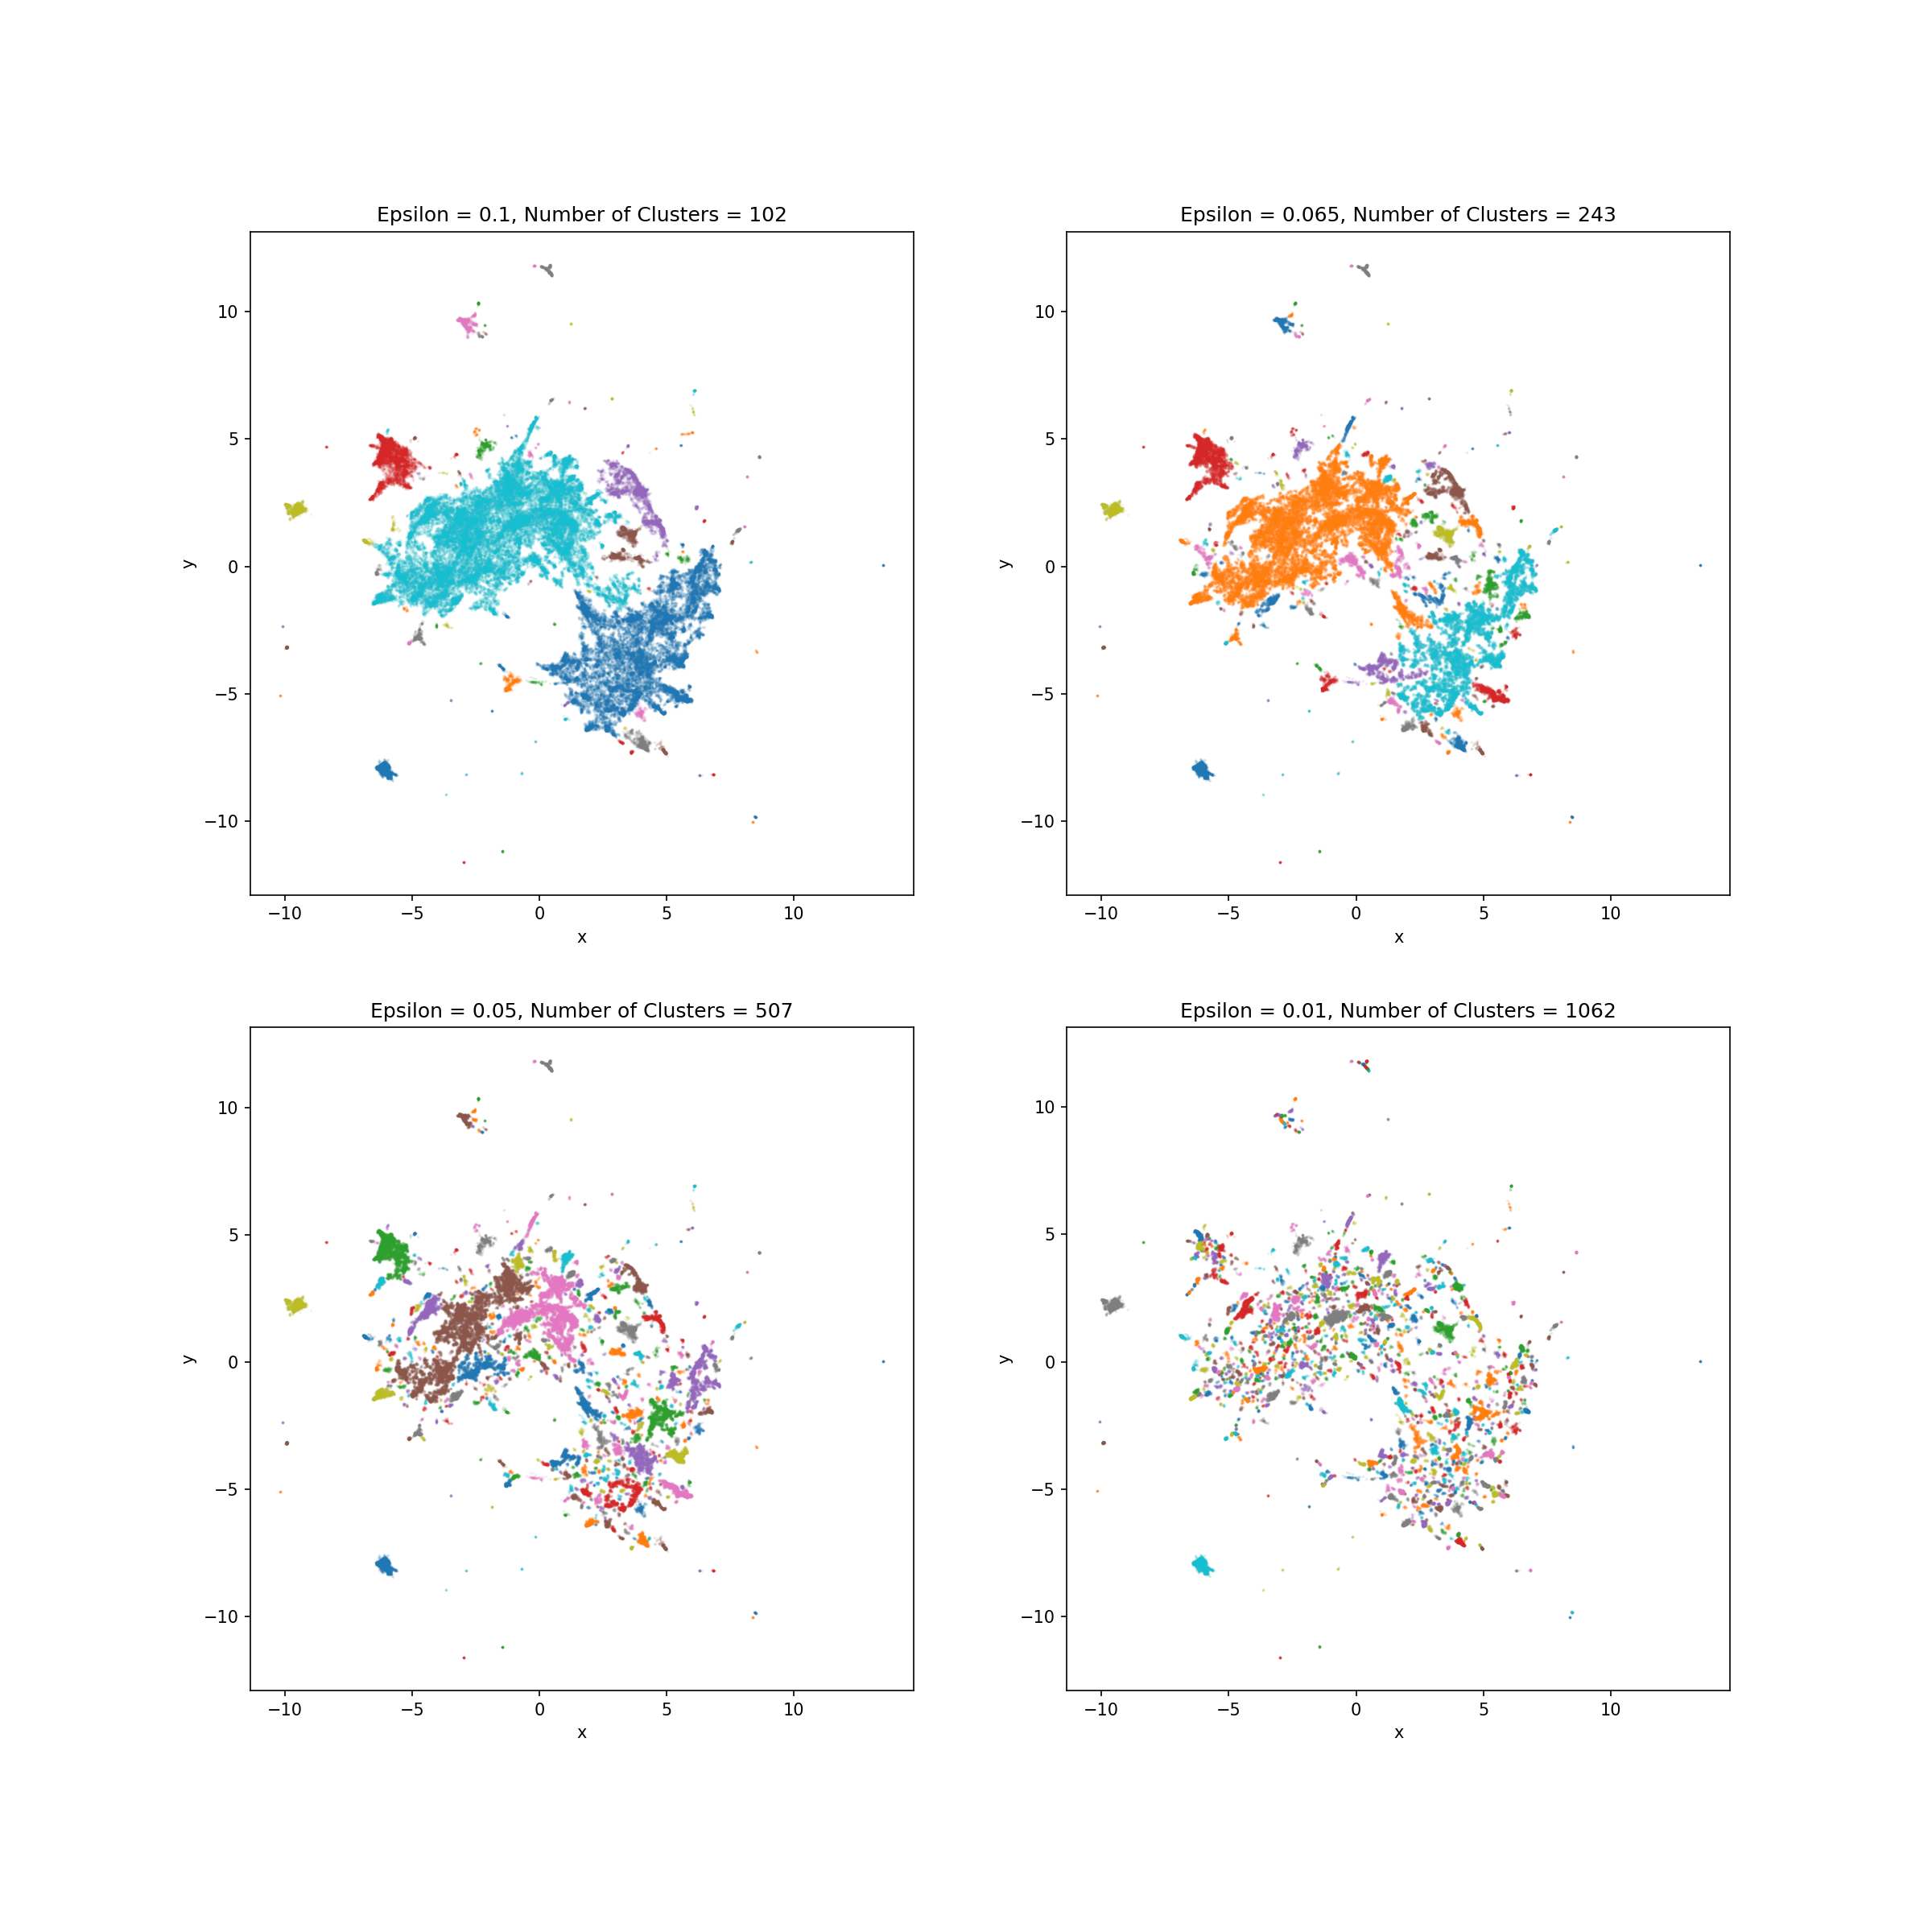 Epsilon = 0.1, Number of Clusters = 102
10
5
0
−5
−10
y
−10 −5 0 5 10
x
Epsilon = 0.065, Number of Clusters = 243
10
5
0
−5
−10
y
−10 −5 0 5 10
x
Epsilon = 0.05, Number of Clusters = 507
10
5
0
−5
−10
y
−10 −5 0 5 10
x
Epsilon = 0.01, Number of Clusters = 1062
10
5
0
−5
−10
y
−10 −5 0 5 10
x